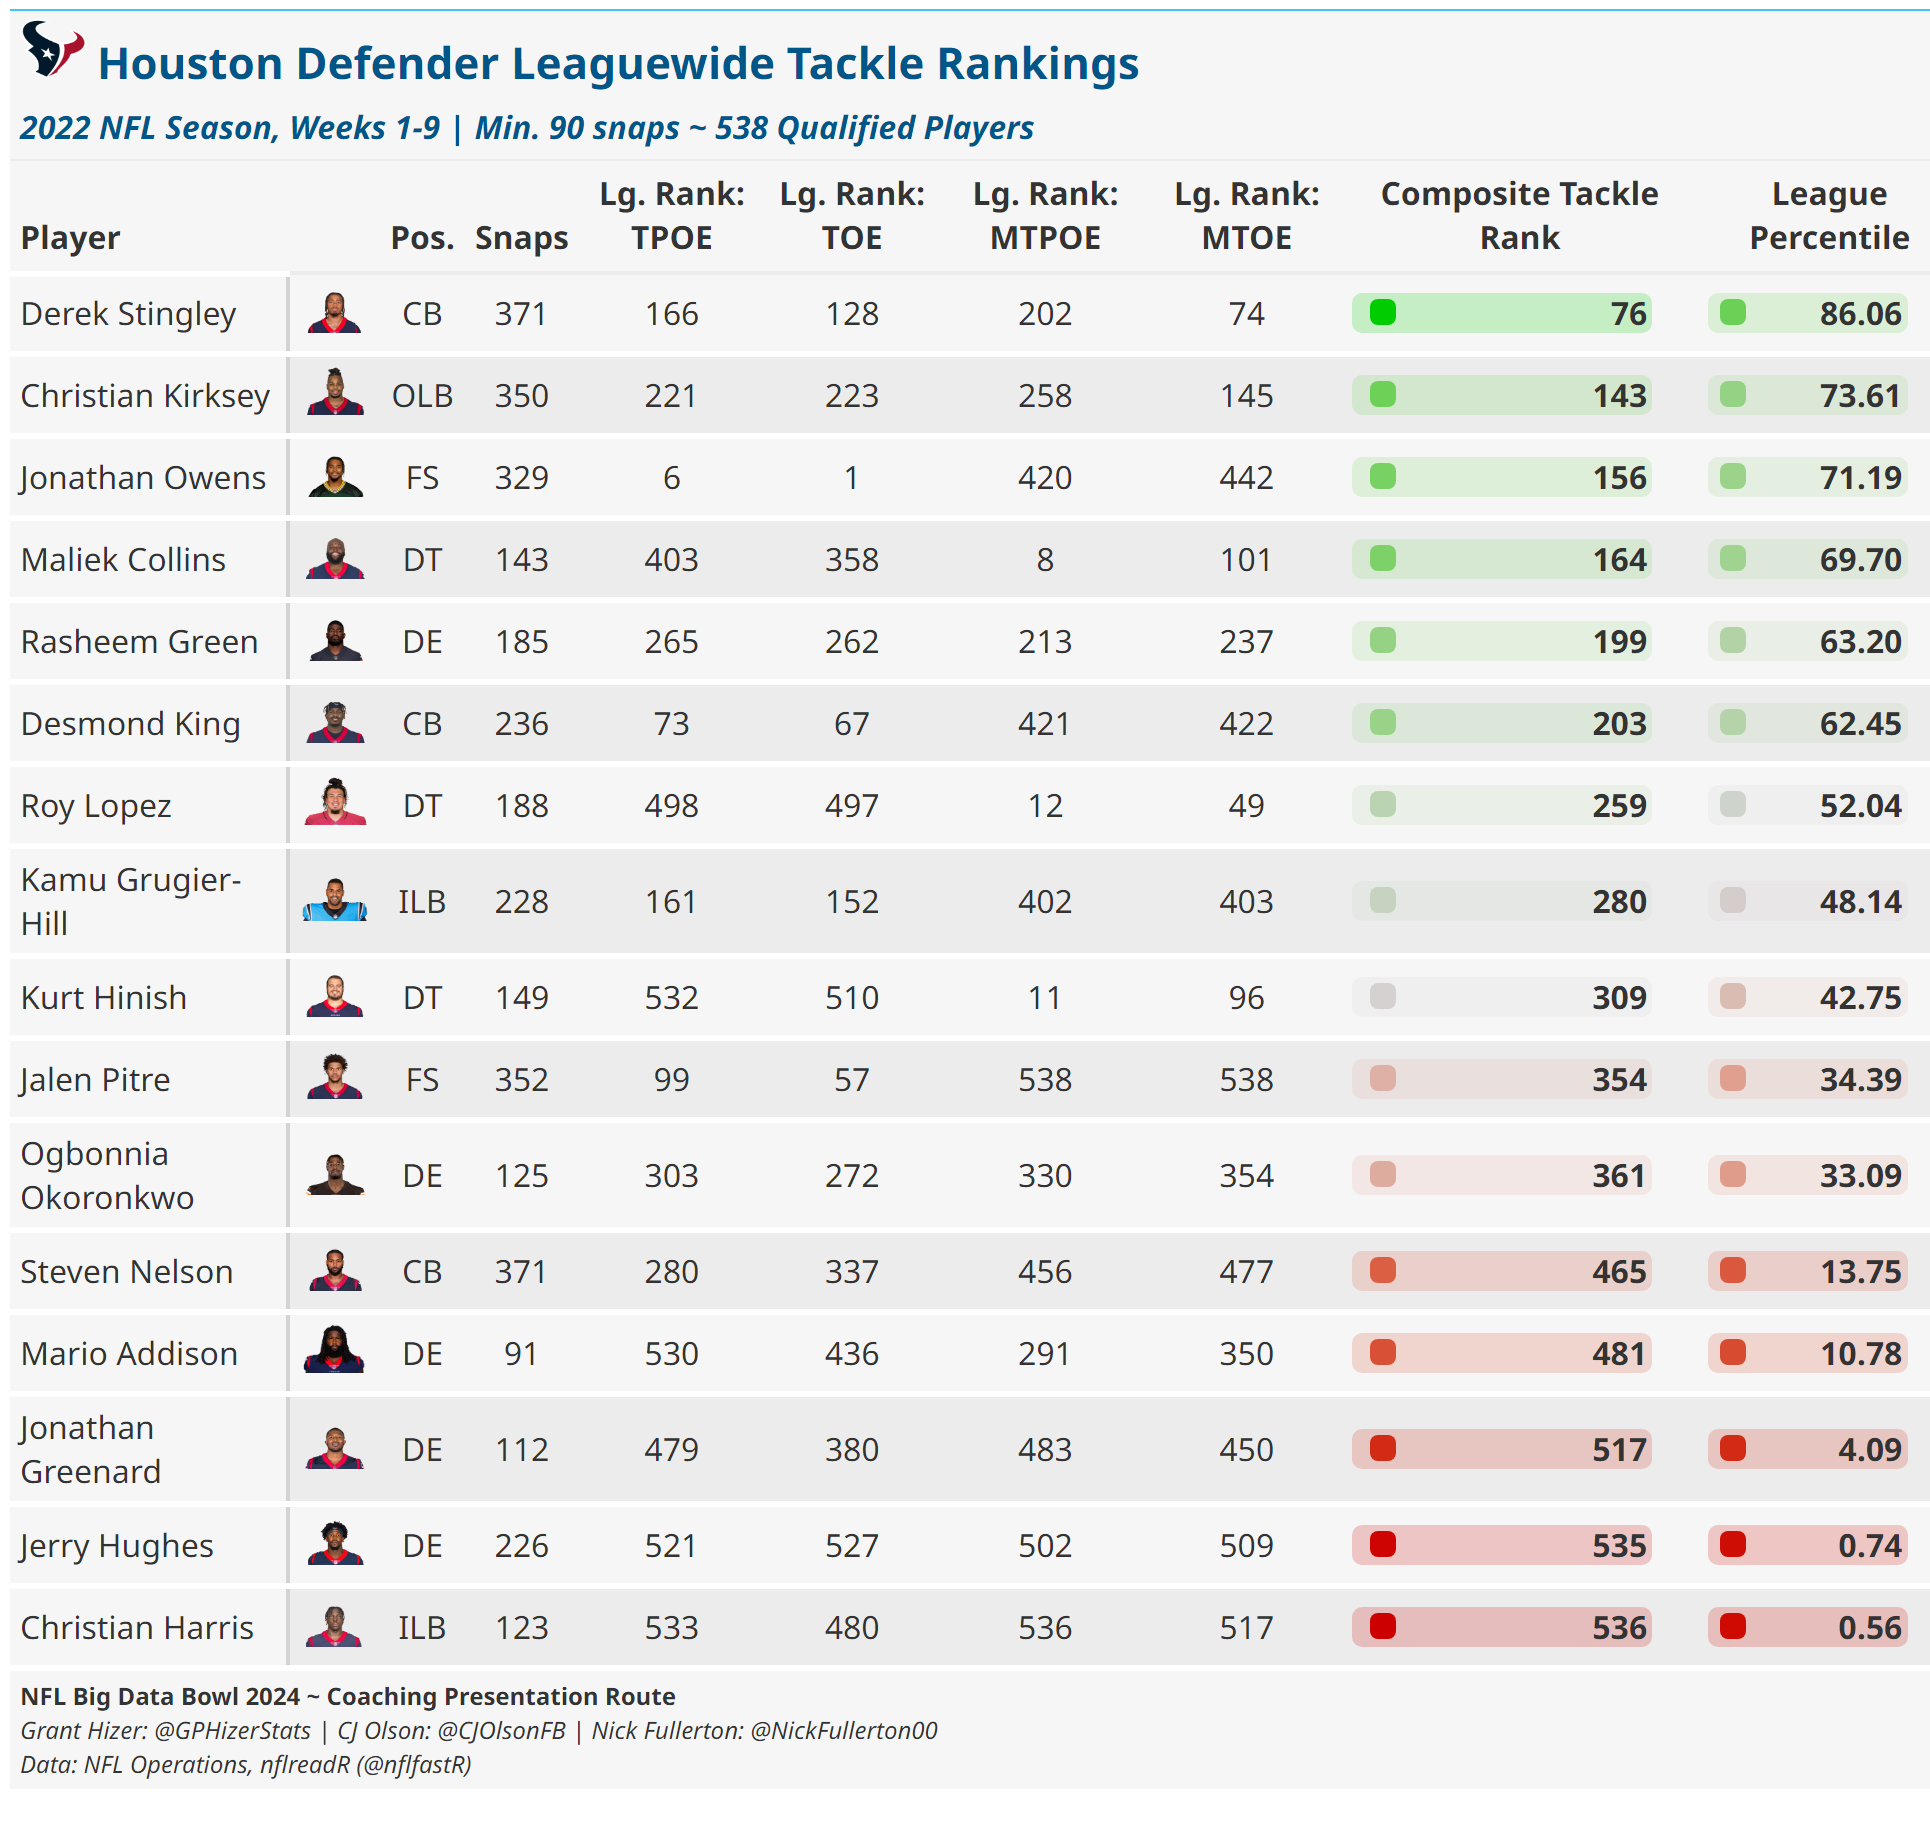 Houston Defender Leaguewide Tackle Rankings
2022 NFL Season, Weeks 1-9 | Min. 90 snaps ~ 538 Qualified Players
Player Pos. Snaps Lg. Rank: TPOE Lg. Rank: TOE Lg. Rank: MTPOE Lg. Rank: MTOE Composite Tackle Rank League Percentile
Derek Stingley CB 371 166 128 202 74 76 86.06
Christian Kirksey OLB 350 221 223 258 145 143 73.61
Jonathan Owens FS 329 6 1 420 442 156 71.19
Maliek Collins DT 143 403 358 8 101 164 69.70
Rasheem Green DE 185 265 262 213 237 199 63.20
Desmond King CB 236 73 67 421 422 203 62.45
Roy Lopez DT 188 498 497 12 49 259 52.04
Kamu Grugier-
Hill ILB 228 161 152 402 403 280 48.14
Kurt Hinish DT 149 532 510 11 96 309 42.75
Jalen Pitre FS 352 99 57 538 538 354 34.39
Ogbonnia
Okoronkwo DE 125 303 272 330 354 361 33.09
Steven Nelson CB 371 280 337 456 477 465 13.75
Mario Addison DE 91 530 436 291 350 481 10.78
Jonathan
Greenard DE 112 479 380 483 450 517 4.09
Jerry Hughes DE 226 521 527 502 509 535 0.74
Christian Harris ILB 123 533 480 536 517 536 0.56
NFL Big Data Bowl 2024 ~ Coaching Presentation Route
Grant Hizer: @GPHizerStats | CJ Olson: @CJOlsonFB | Nick Fullerton: @NickFullerton00
Data: NFL Operations, nflreadR (@nflfastR)